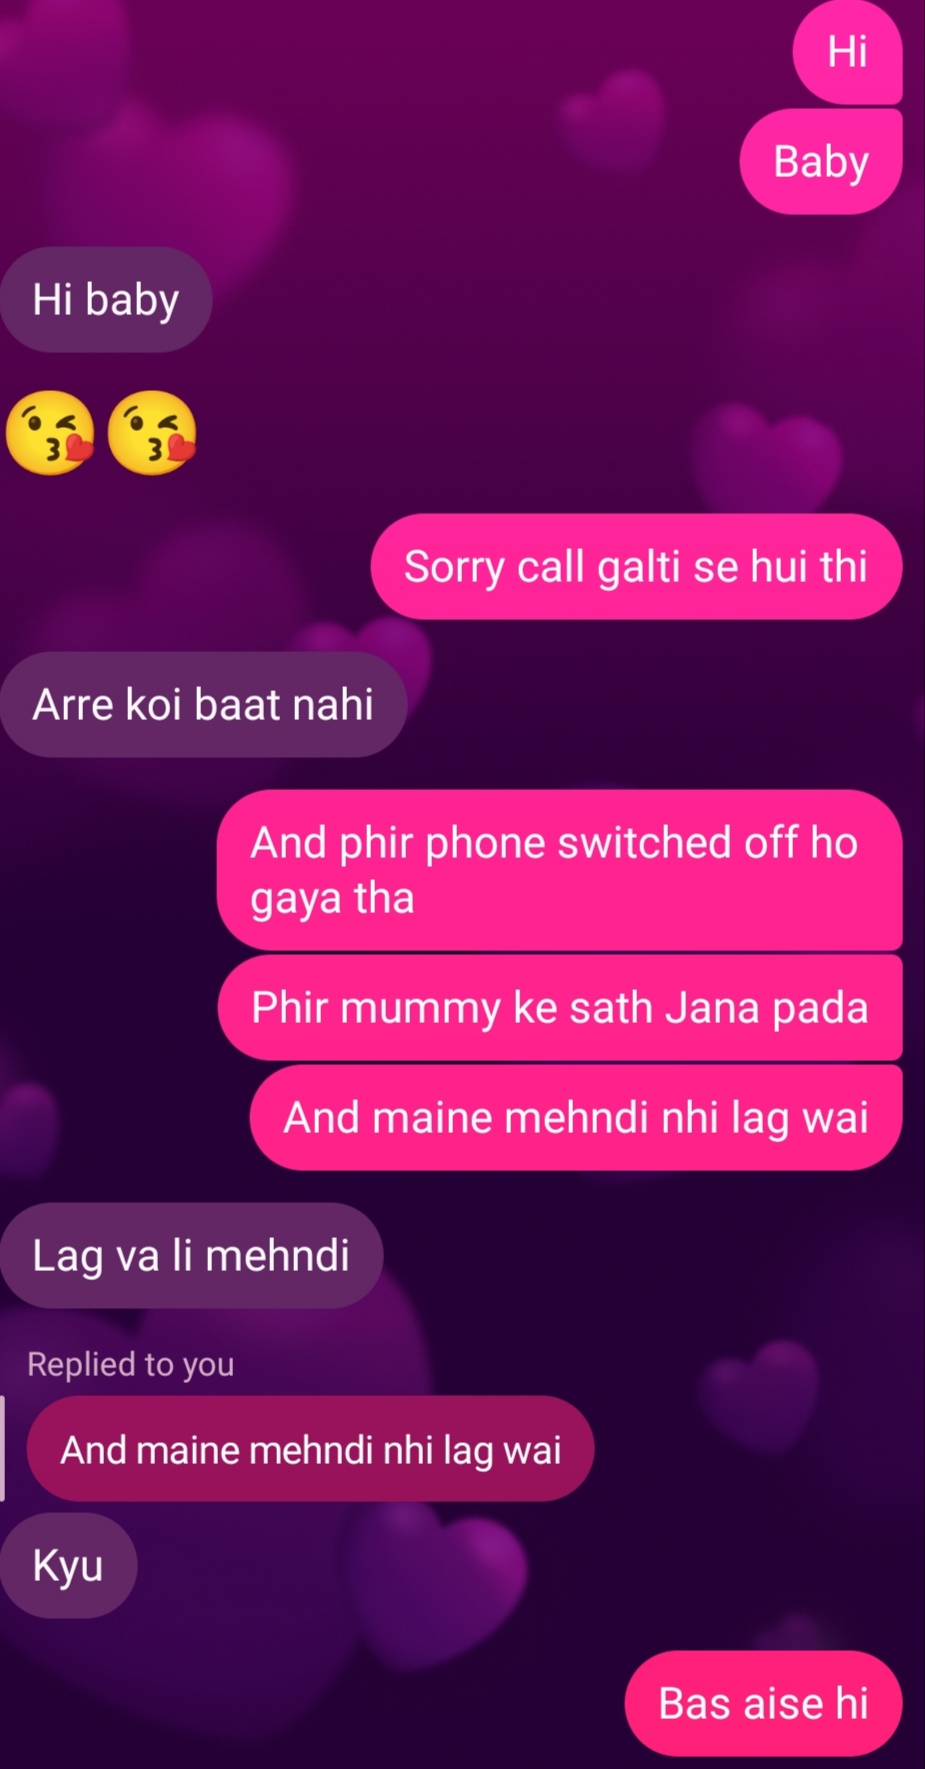 Hi
Baby
Hi baby
😘😘
Sorry call galti se hui thi
Arre koi baat nahi
And phir phone switched off ho
gaya tha
Phir mummy ke sath Jana pada
And maine mehndi nhi lag wai
Lag va li mehndi
Replied to you
And maine mehndi nhi lag wai
Kyu
Bas aise hi